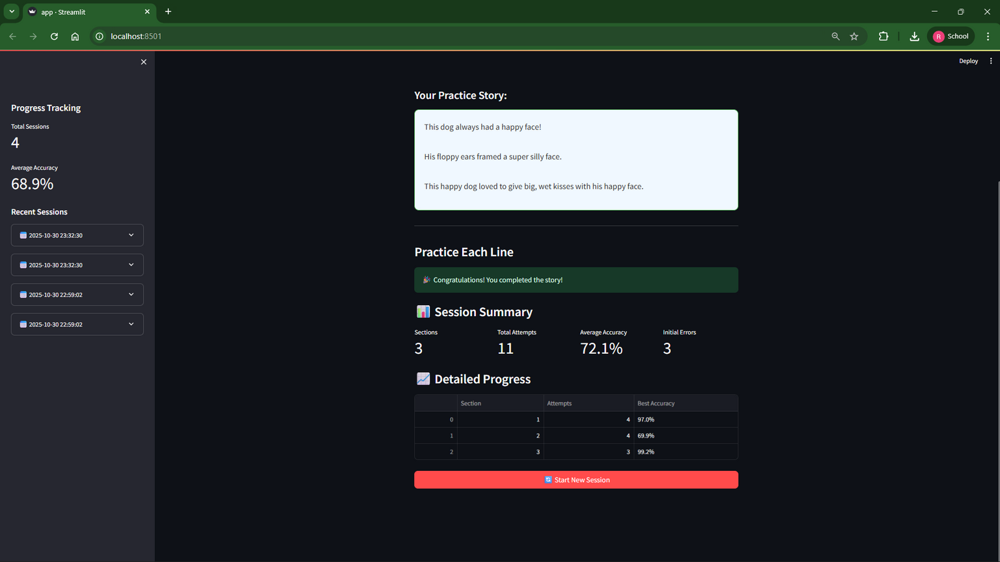 app · Streamlit
localhost:8501
School
R
Deploy
Progress Tracking
Total Sessions
4
Average Accuracy
68.9%
Recent Sessions
2025-10-30 23:32:30
2025-10-30 23:32:30
2025-10-30 22:59:02
2025-10-30 22:59:02
Your Practice Story:
This dog always had a happy face!
His floppy ears framed a super silly face.
This happy dog loved to give big, wet kisses with his happy face.
Practice Each Line
🎉 Congratulations! You completed the story!
📊 Session Summary
Sections Total Attempts Average Accuracy Initial Errors
3 11 72.1% 3
📈 Detailed Progress
Section Attempts Best Accuracy
0 1 4 97.0%
1 2 4 69.9%
2 3 3 99.2%
🔄 Start New Session